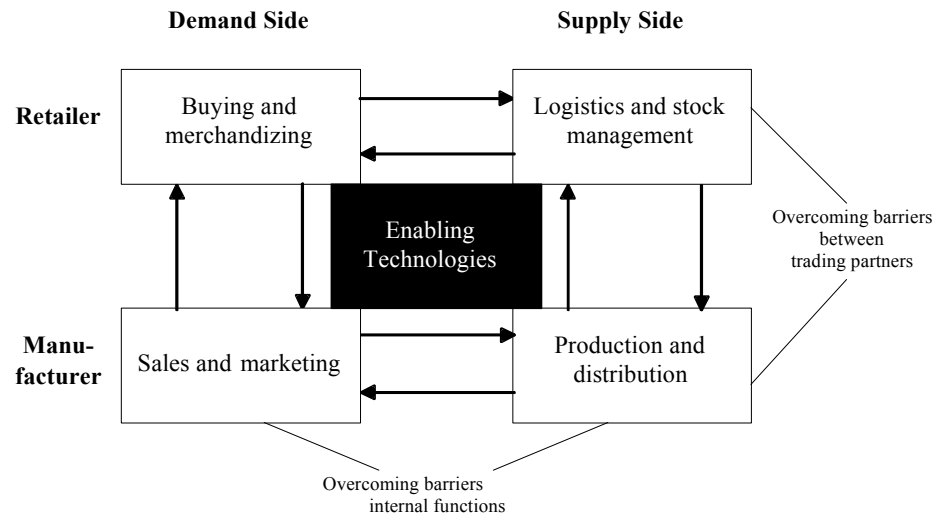 Demand Side
Supply Side
Retailer
Buying and
merchandizing
Logistics and stock
management
Enabling
Technologies
Overcoming barriers
between
trading partners
Manu-
facturer
Sales and marketing
Production and
distribution
Overcoming barriers
internal functions